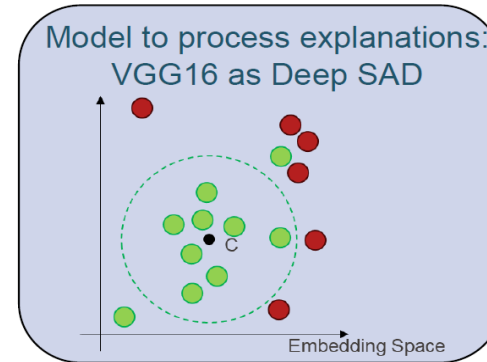 Model to process explanations:
VGG16 as Deep SAD
C
Embedding Space